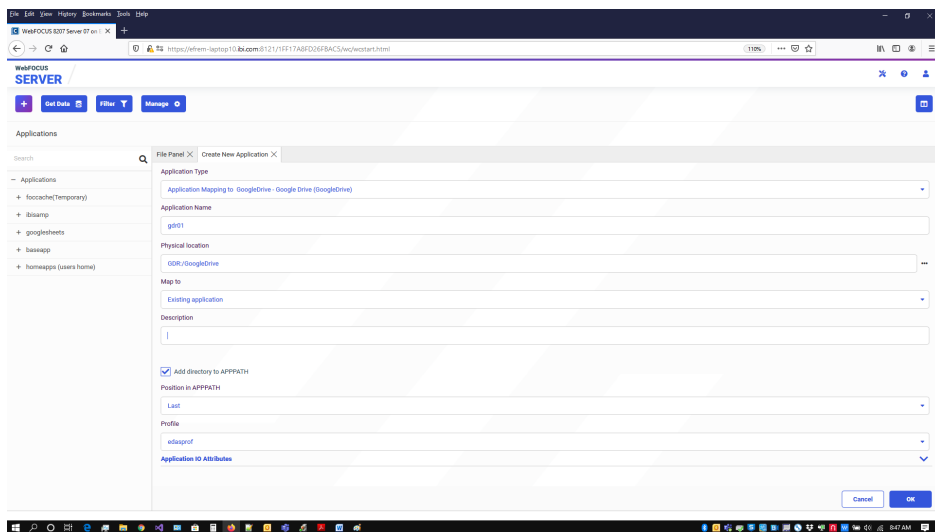 File Edit View History Bookmarks Tools Help
WebFOCUS 8207 Server 07 on
https://efrem-laptop10.ibi.com:8121/1FF17A8FD26F8AC5/wc/wcstart.html
110%
WebFOCUS
SERVER
+ Get Data Filter Manage
Applications
Search
File Panel Create New Application
− Applications
+ foccache(Temporary)
+ ibisamp
+ googlesheets
+ baseapp
+ homeapps (users home)
Application Type
Application Mapping to GoogleDrive - Google Drive (GoogleDrive)
Application Name
gdr01
Physical location
GDR:/GoogleDrive
Map to
Existing application
Description
Add directory to APPPATH
Position in APPPATH
Last
Profile
edasprof
Application IO Attributes
Cancel OK
8:47 AM